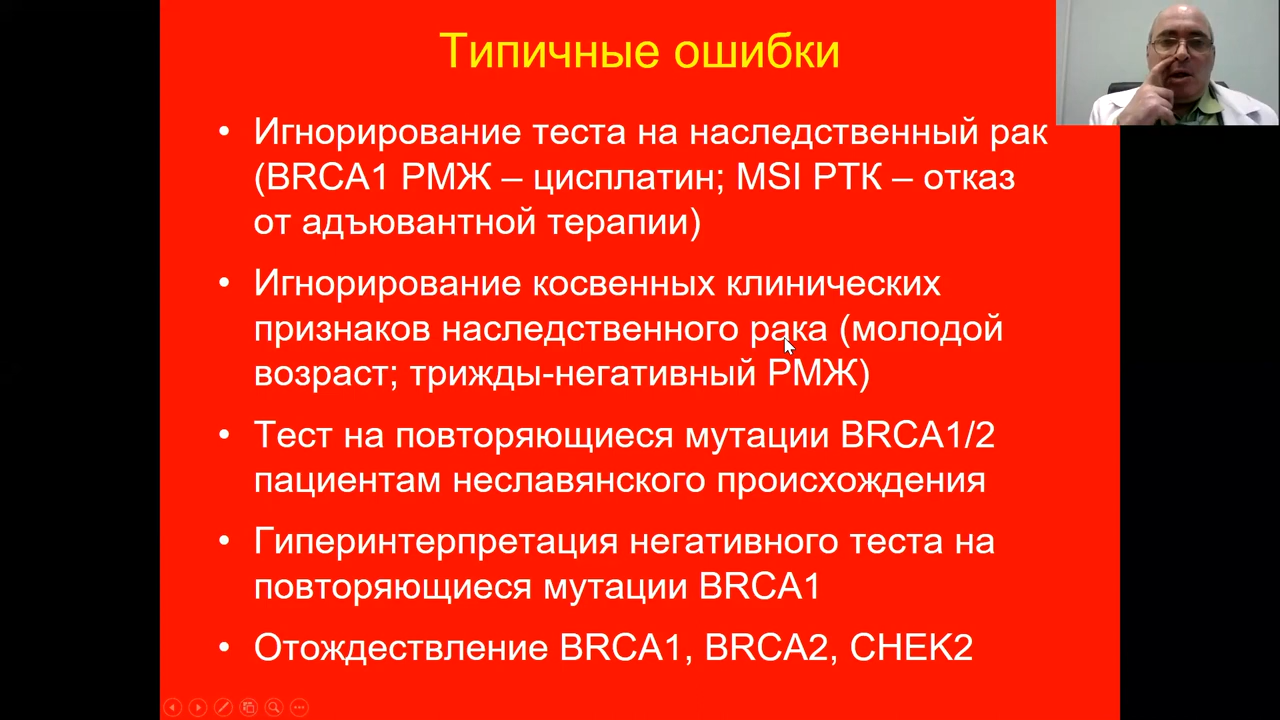 Типичные ошибки
• Игнорирование теста на наследственный рак
(BRCA1 РМЖ – цисплатин; MSI РТК – отказ
от адъювантной терапии)
• Игнорирование косвенных клинических
признаков наследственного рака (молодой
возраст; трижды-негативный РМЖ)
• Тест на повторяющиеся мутации BRCA1/2
пациентам неславянского происхождения
• Гиперинтерпретация негативного теста на
повторяющиеся мутации BRCA1
• Отождествление BRCA1, BRCA2, CHEK2